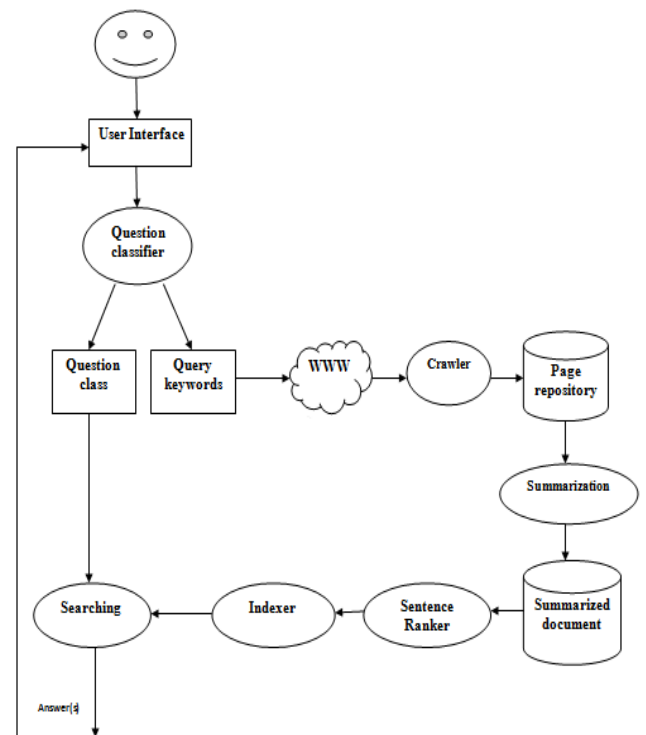 User Interface
Question
classifier
Question
class
Query
keywords
WWW
Crawler
Page
repository
Summarization
Searching
Indexer
Sentence
Ranker
Summarized
document
Answer(s)